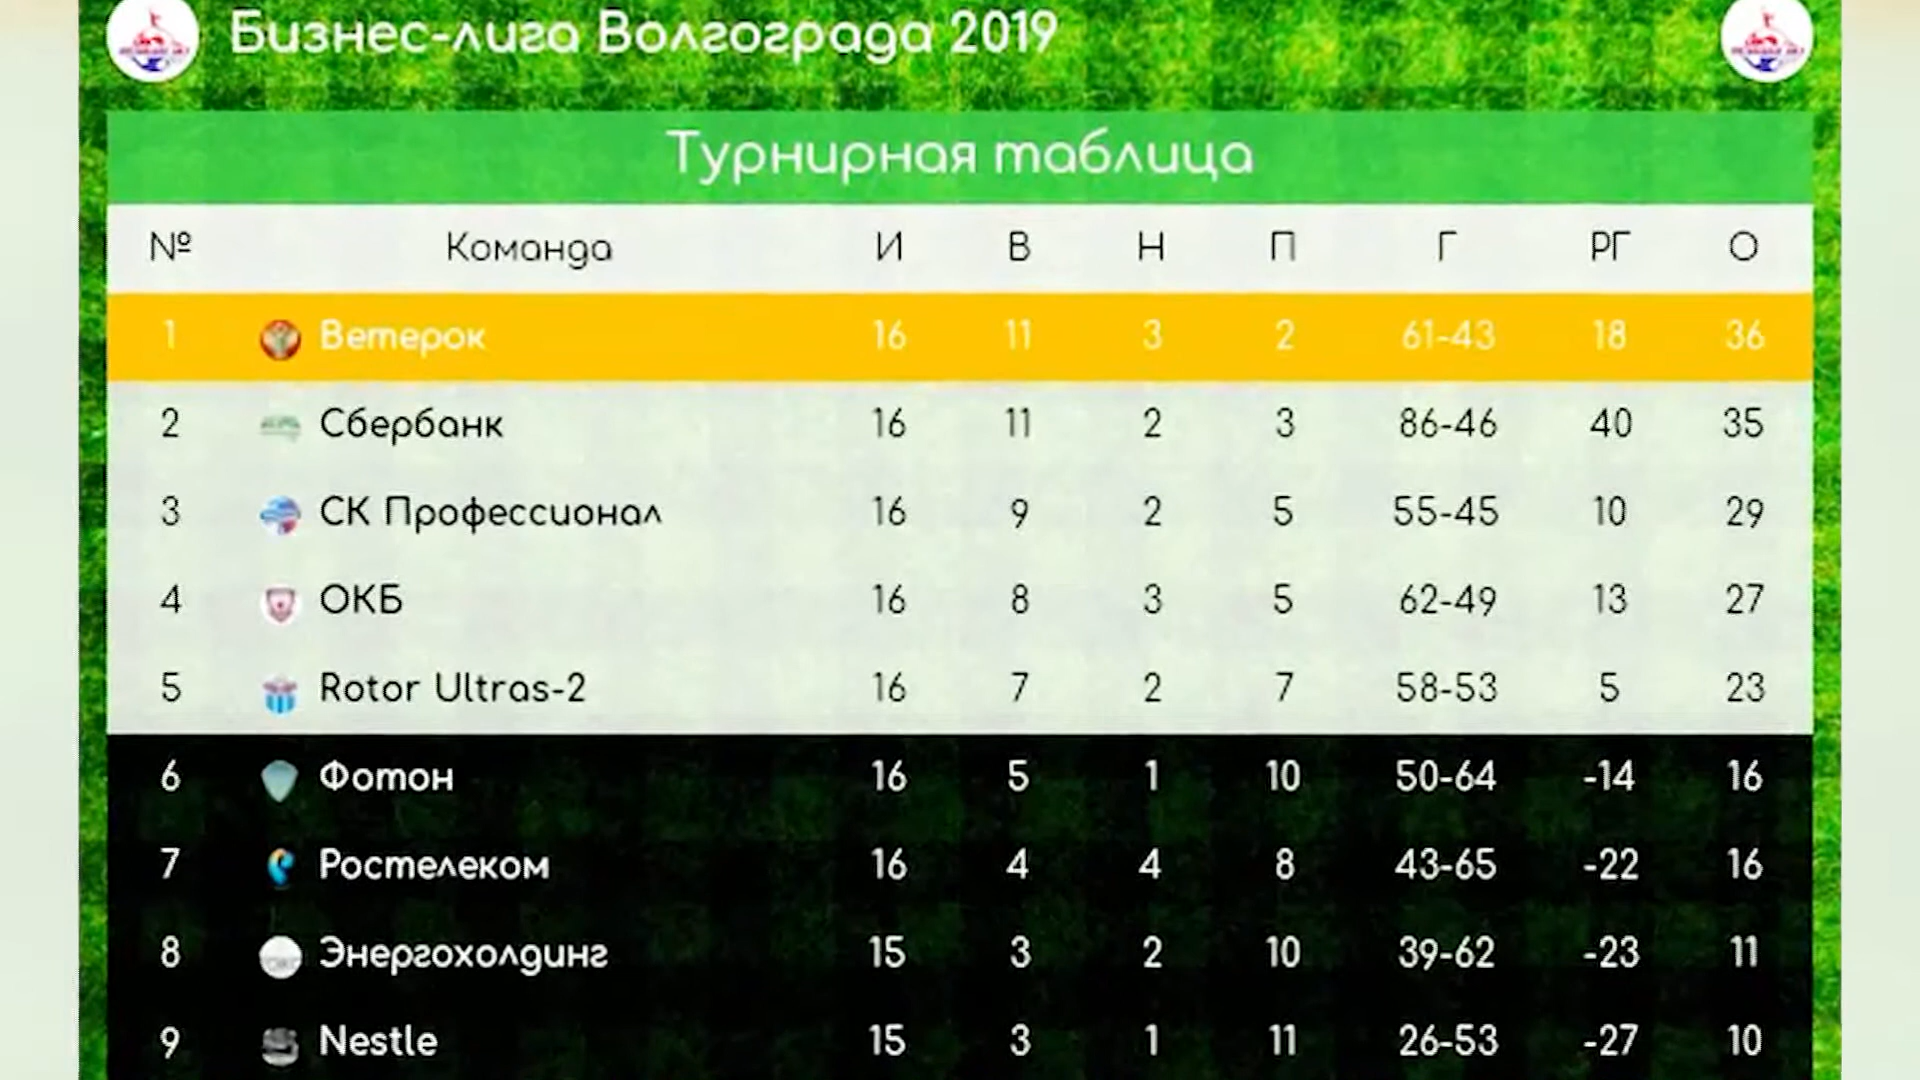 Бизнес-лига Волгограда 2019
Турнирная таблица
№ Команда И В Н П Г РГ О
1 Ветерок 16 11 3 2 61-43 18 36
2 Сбербанк 16 11 2 3 86-46 40 35
3 СК Профессионал 16 9 2 5 55-45 10 29
4 ОКБ 16 8 3 5 62-49 13 27
5 Rotor Ultras-2 16 7 2 7 58-53 5 23
6 Фотон 16 5 1 10 50-64 -14 16
7 Ростелеком 16 4 4 8 43-65 -22 16
8 Энергохолдинг 15 3 2 10 39-62 -23 11
9 Nestle 15 3 1 11 26-53 -27 10